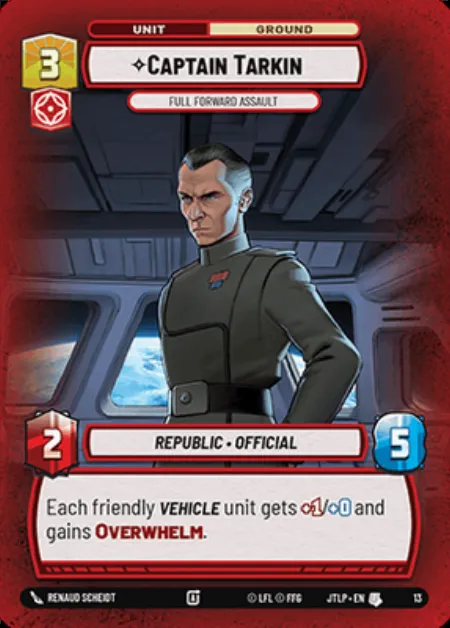 UNIT GROUND
3
✧CAPTAIN TARKIN
FULL FORWARD ASSAULT
2
REPUBLIC • OFFICIAL
5
Each friendly VEHICLE unit gets +1/+0 and
gains OVERWHELM.
RENAUD SCHEIDT © LFL © FFG JTLP • EN 13